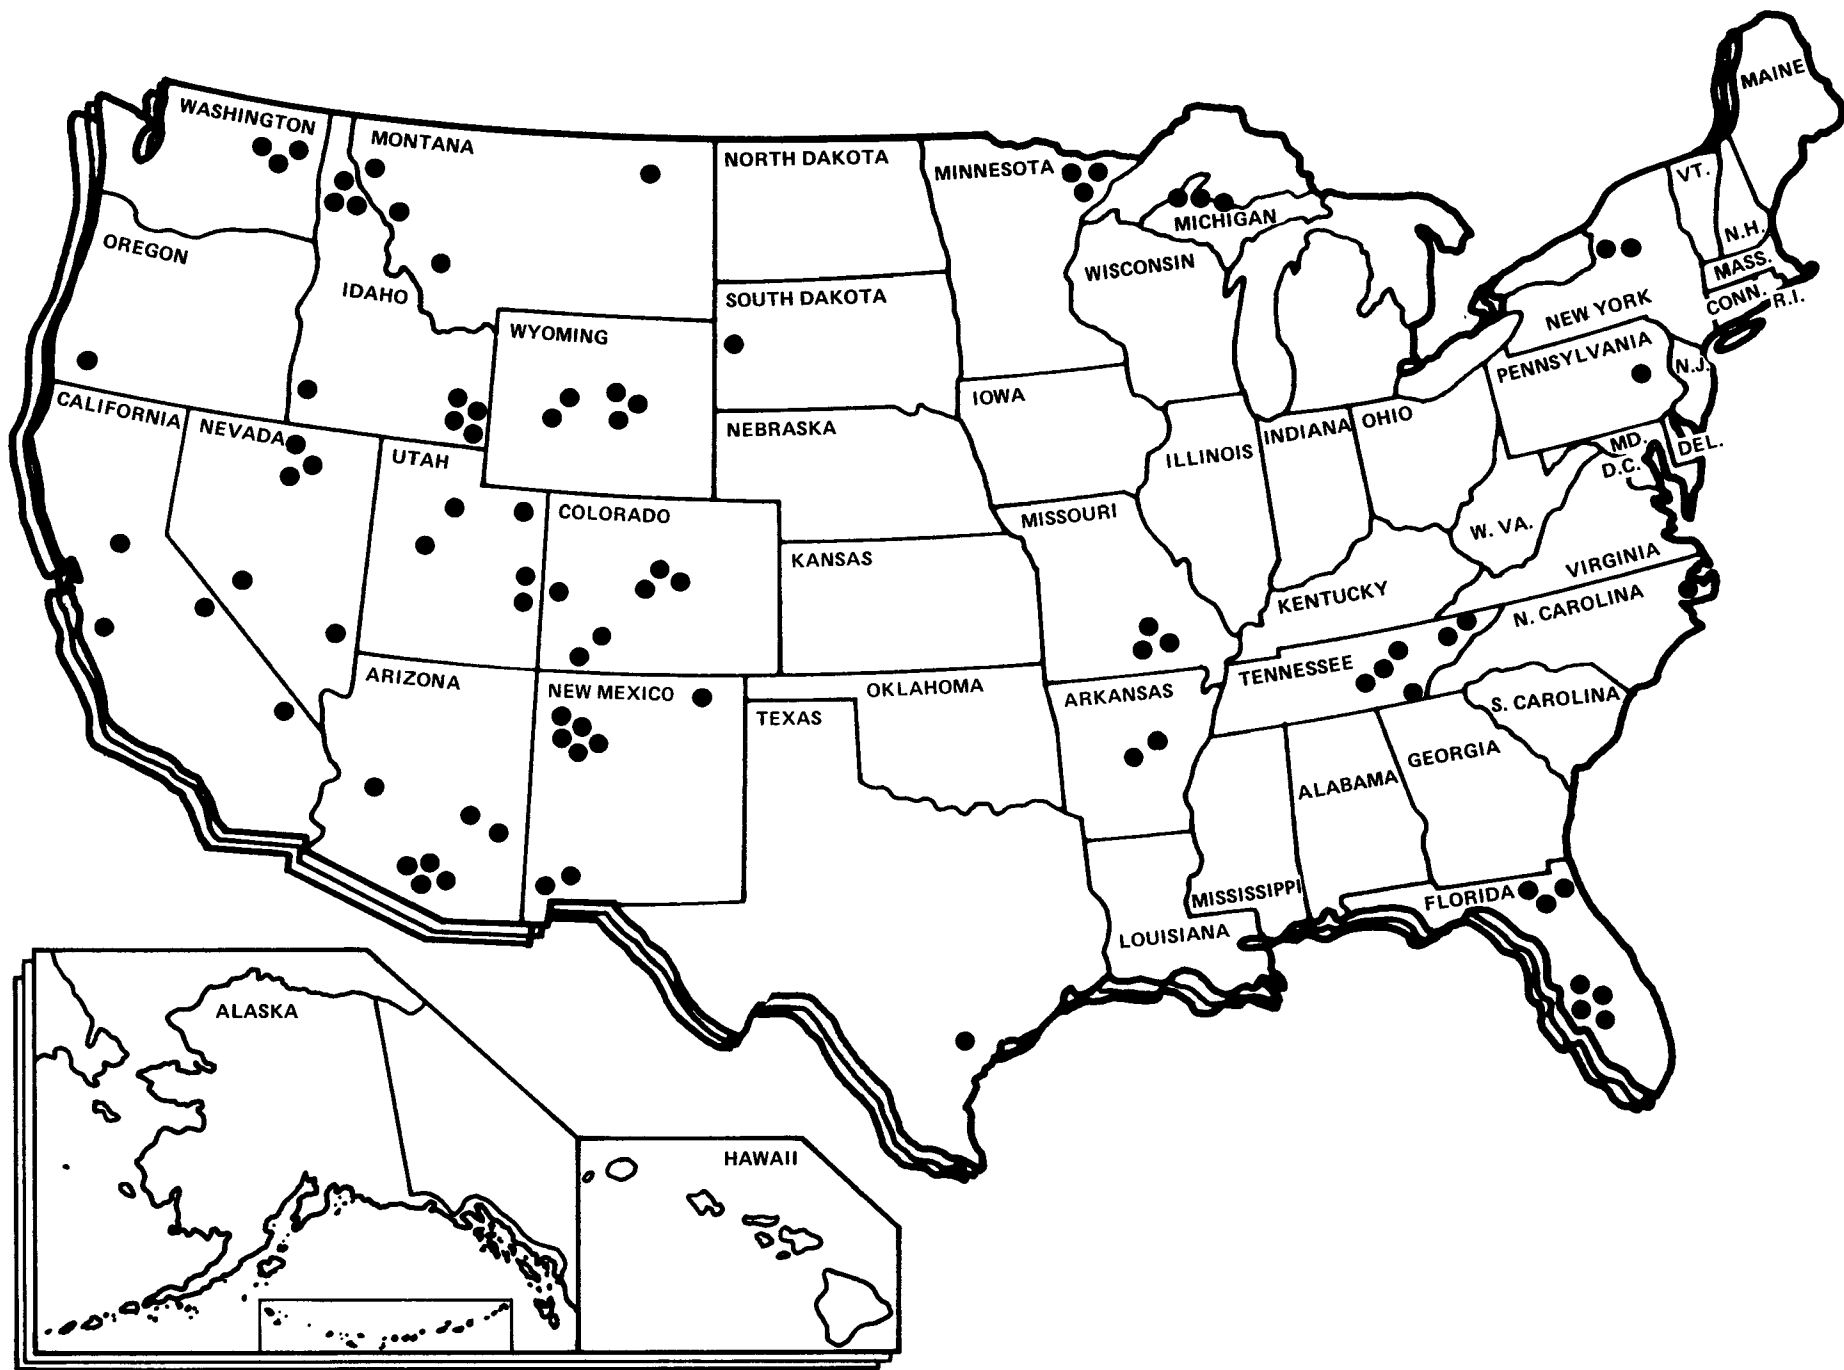 MAINE
WASHINGTON
MONTANA
NORTH DAKOTA
MINNESOTA
VT.
MICHIGAN
N.H.
OREGON
WISCONSIN
MASS.
IDAHO
SOUTH DAKOTA
CONN.
R.I.
NEW YORK
WYOMING
PENNSYLVANIA
N.J.
CALIFORNIA
NEVADA
IOWA
NEBRASKA
ILLINOIS
INDIANA
OHIO
MD.
DEL.
D.C.
UTAH
COLORADO
MISSOURI
W. VA.
KANSAS
VIRGINIA
KENTUCKY
N. CAROLINA
ARIZONA
NEW MEXICO
OKLAHOMA
ARKANSAS
TENNESSEE
S. CAROLINA
TEXAS
GEORGIA
ALABAMA
MISSISSIPPI
FLORIDA
LOUISIANA
ALASKA
HAWAII